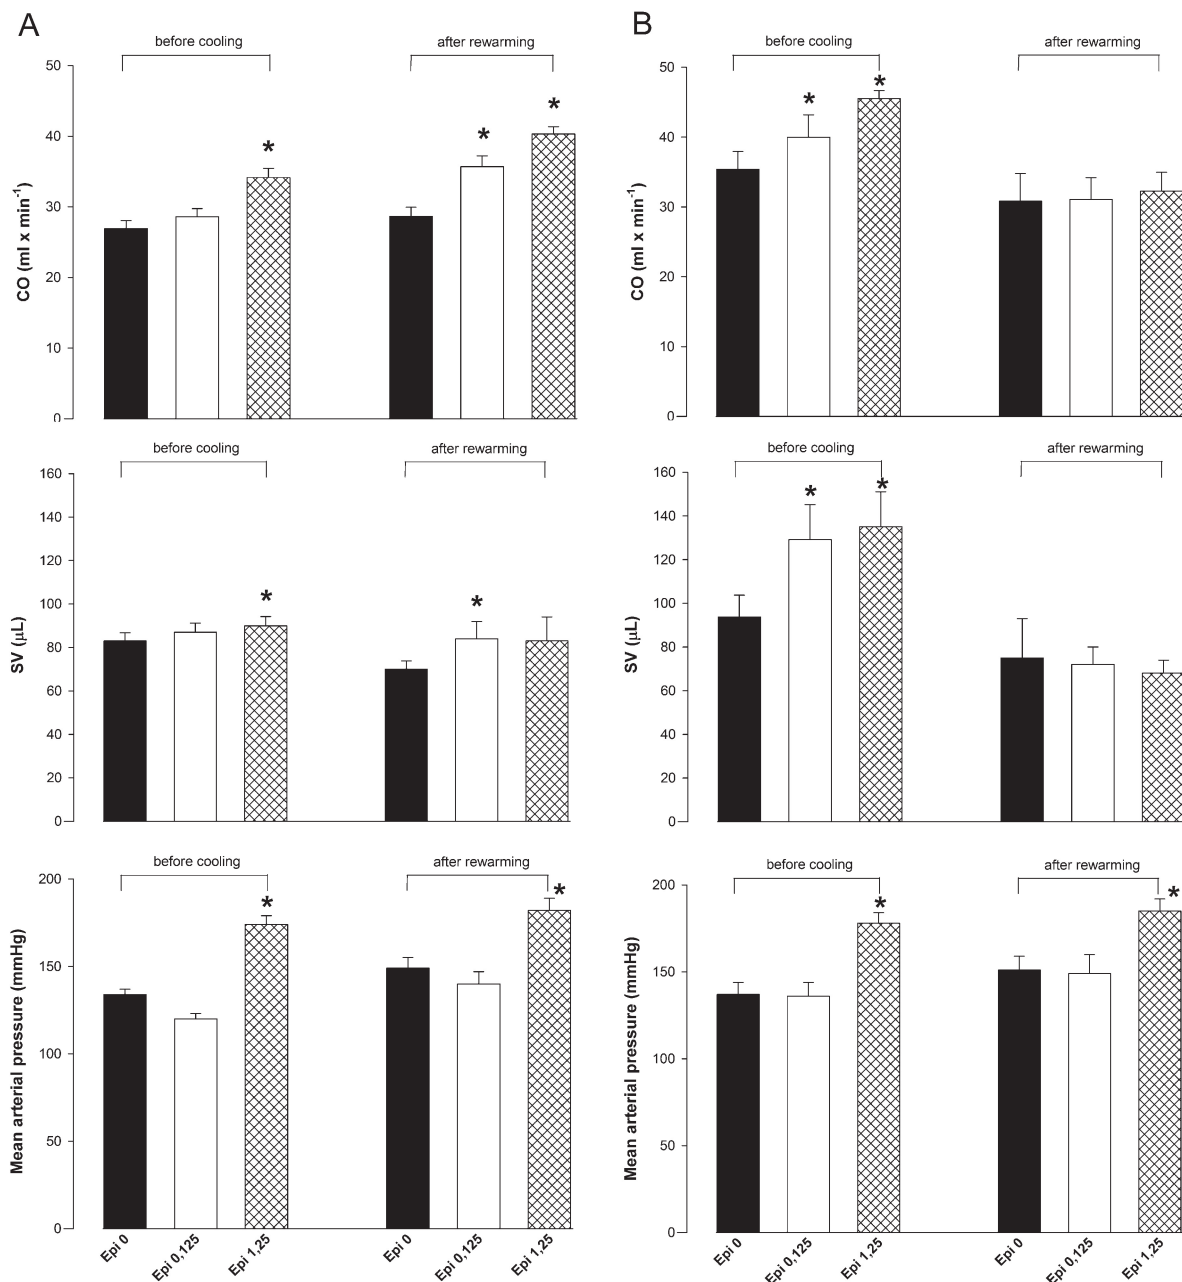 A
before cooling
after rewarming
CO (ml x min-1)
50
40
30
20
10
0
*
*
*
before cooling
after rewarming
SV (µL)
160
140
120
100
80
60
40
20
0
*
*
before cooling
after rewarming
Mean arterial pressure (mmHg)
200
150
100
50
0
*
*
Epi 0
Epi 0,125
Epi 1,25
Epi 0
Epi 0,125
Epi 1,25
B
before cooling
after rewarming
CO (ml x min-1)
50
40
30
20
10
0
*
*
before cooling
after rewarming
SV (µL)
160
140
120
100
80
60
40
20
0
*
*
before cooling
after rewarming
Mean arterial pressure (mmHg)
200
150
100
50
0
*
*
Epi 0
Epi 0,125
Epi 1,25
Epi 0
Epi 0,125
Epi 1,25